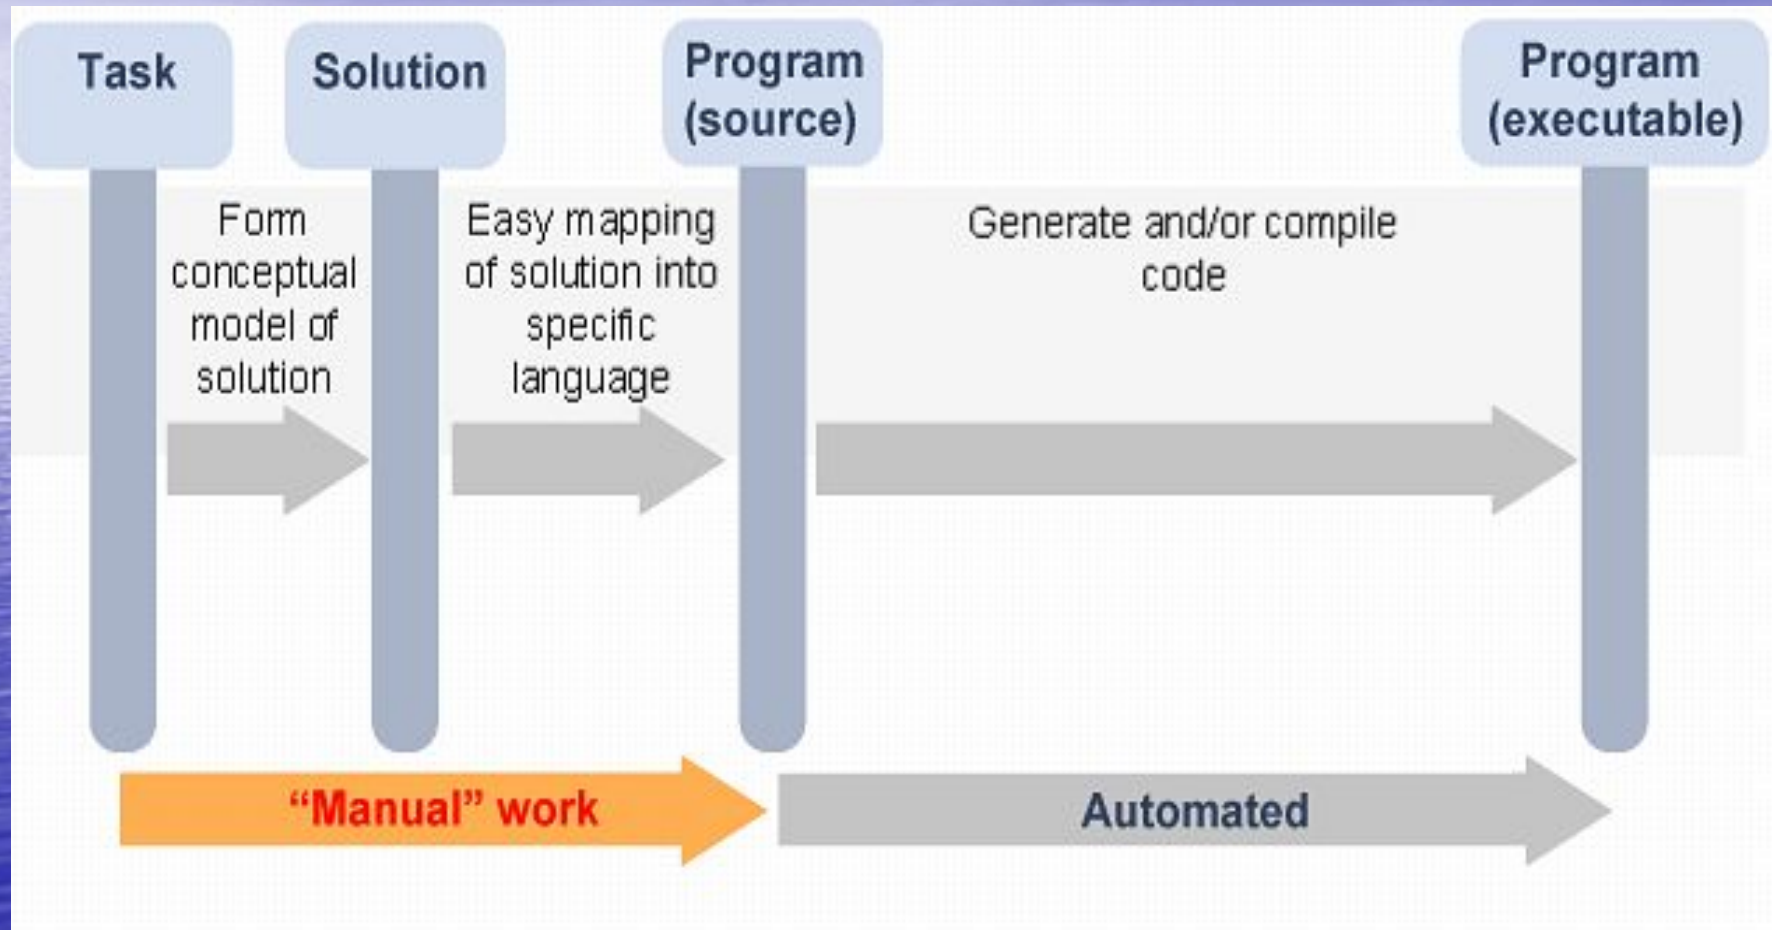 Task
Solution
Program
(source)
Program
(executable)
Form
conceptual
model of
solution
Easy mapping
of solution into
specific
language
Generate and/or compile
code
“Manual” work
Automated